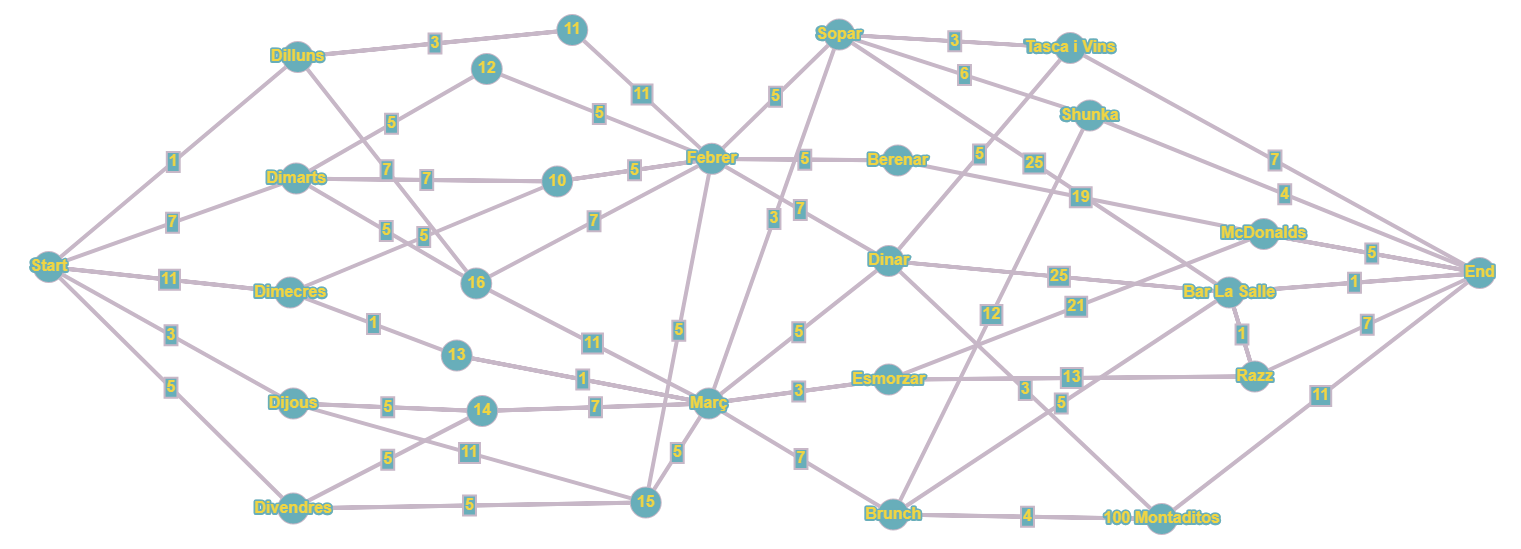 Dilluns
3
11
Sopar
3
Tasca i Vins
12
6
11
5
5
Shunka
5
1
7
Febrer
5
Berenar
5
25
7
Dimarts
7
10
5
19
4
7
5
5
7
7
3
McDonalds
Start
11
Dimecres
16
Dinar
25
Bar La Salle
5
1
End
21
1
11
12
3
5
5
1
7
13
Dijous
5
14
1
7
Març
3
Esmorzar
13
Razz
5
3
5
11
5
11
5
7
Divendres
5
15
Brunch
4
100 Montaditos